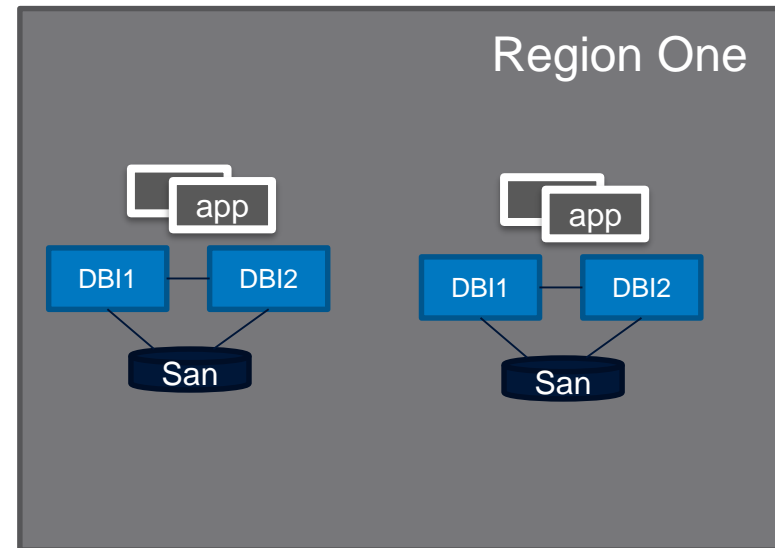 Region One
app
DBI1
DBI2
San
app
DBI1
DBI2
San